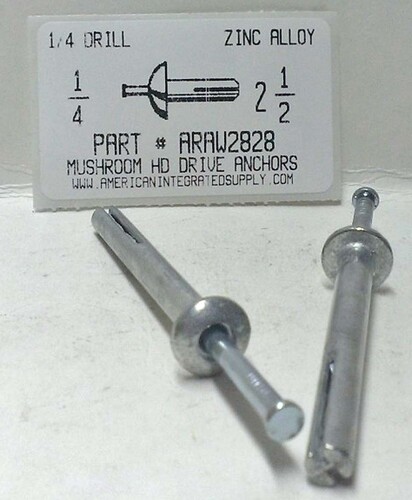 1/4 DRILL ZINC ALLOY
1/4 2 1/2
PART # ARAW2828
MUSHROOM HD DRIVE ANCHORS
WWW.AMERICANINTEGRATEDSUPPLY.COM